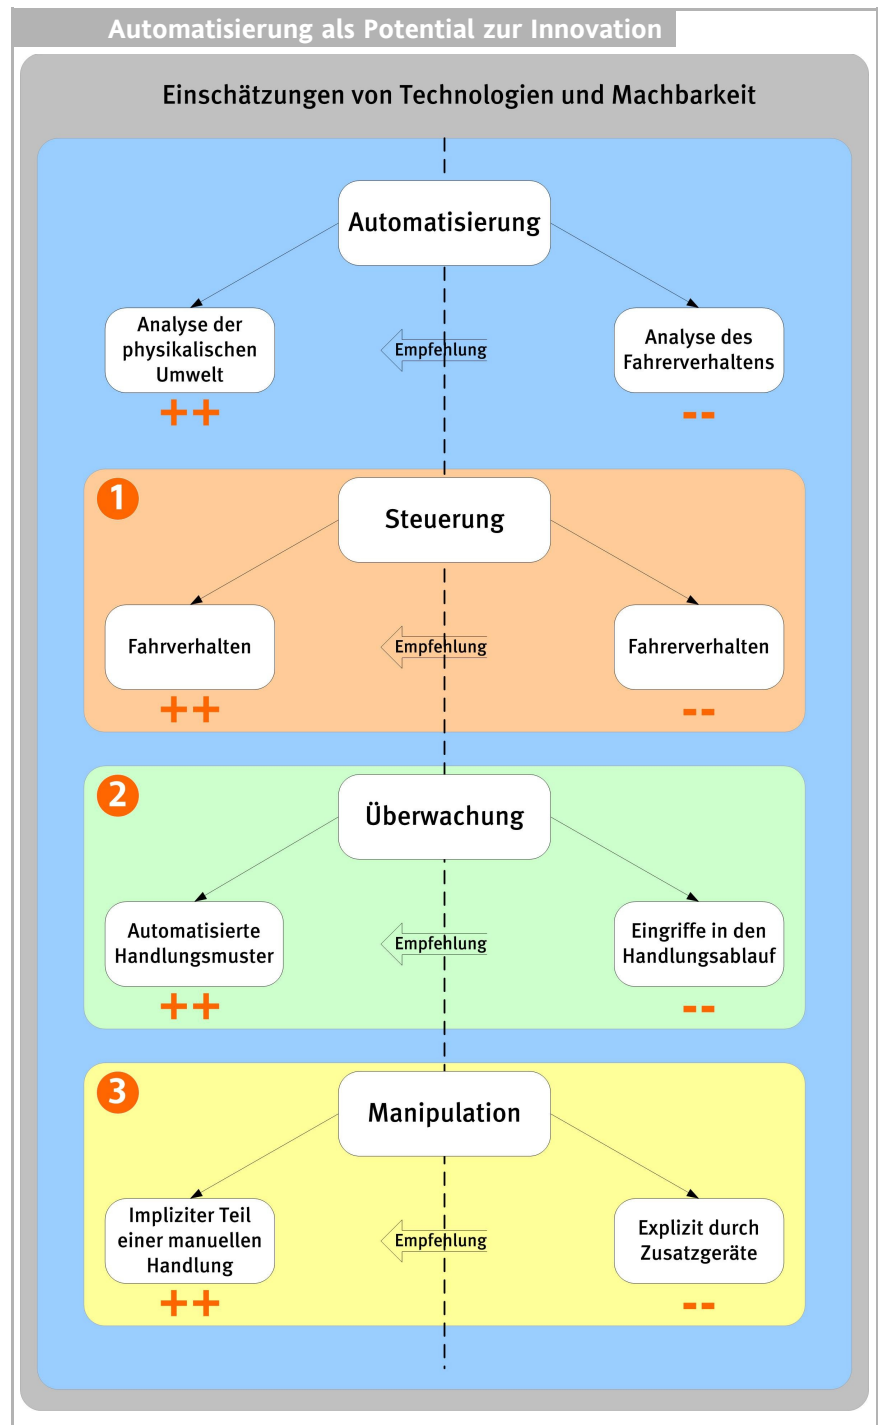 Automatisierung als Potential zur Innovation
Einschätzungen von Technologien und Machbarkeit
Automatisierung
Analyse der
physikalischen
Umwelt
++
Empfehlung
Analyse des
Fahrerverhaltens
--
1
Steuerung
Fahrverhalten
++
Empfehlung
Fahrerverhalten
--
2
Überwachung
Automatisierte
Handlungsmuster
++
Empfehlung
Eingriffe in den
Handlungsablauf
--
3
Manipulation
Impliziter Teil
einer manuellen
Handlung
++
Empfehlung
Explizit durch
Zusatzgeräte
--